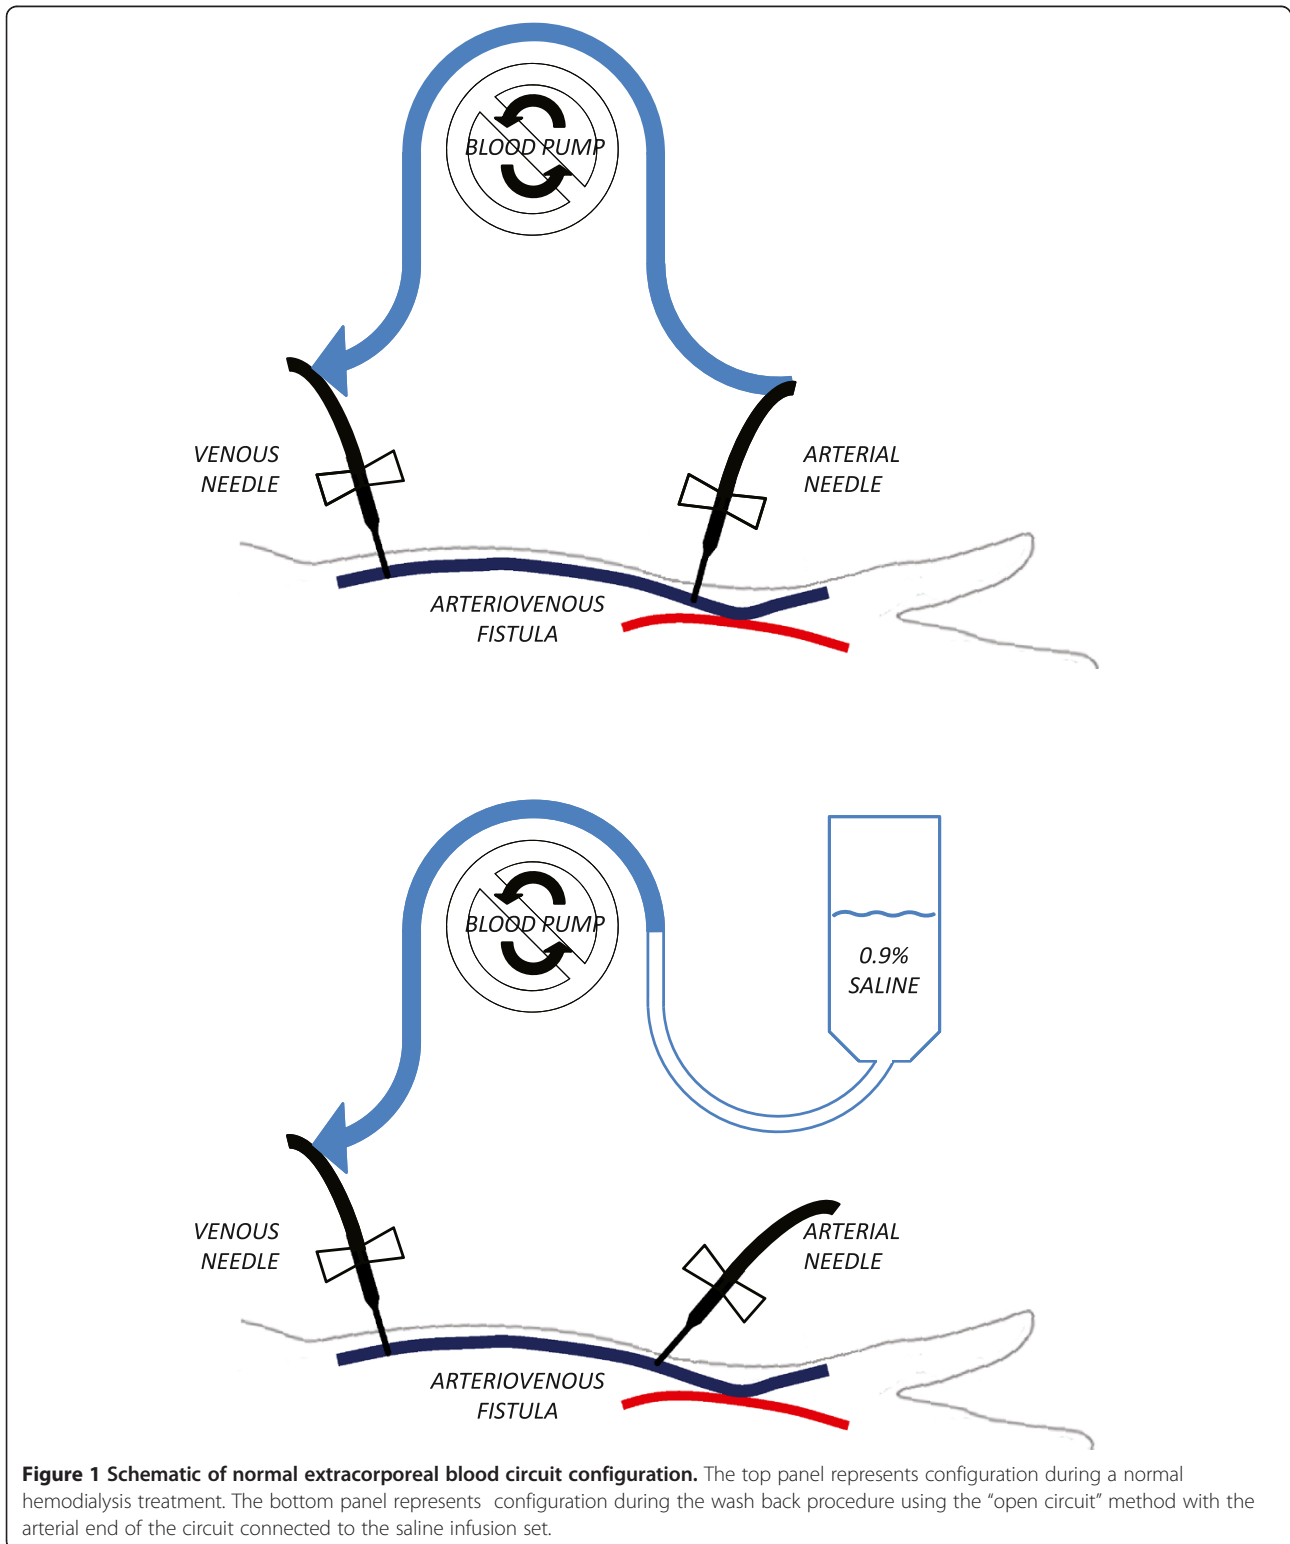 BLOOD PUMP
VENOUS
NEEDLE
ARTERIAL
NEEDLE
ARTERIOVENOUS
FISTULA
BLOOD PUMP
0.9%
SALINE
VENOUS
NEEDLE
ARTERIAL
NEEDLE
ARTERIOVENOUS
FISTULA
Figure 1 Schematic of normal extracorporeal blood circuit configuration. The top panel represents configuration during a normal
hemodialysis treatment. The bottom panel represents configuration during the wash back procedure using the “open circuit” method with the
arterial end of the circuit connected to the saline infusion set.